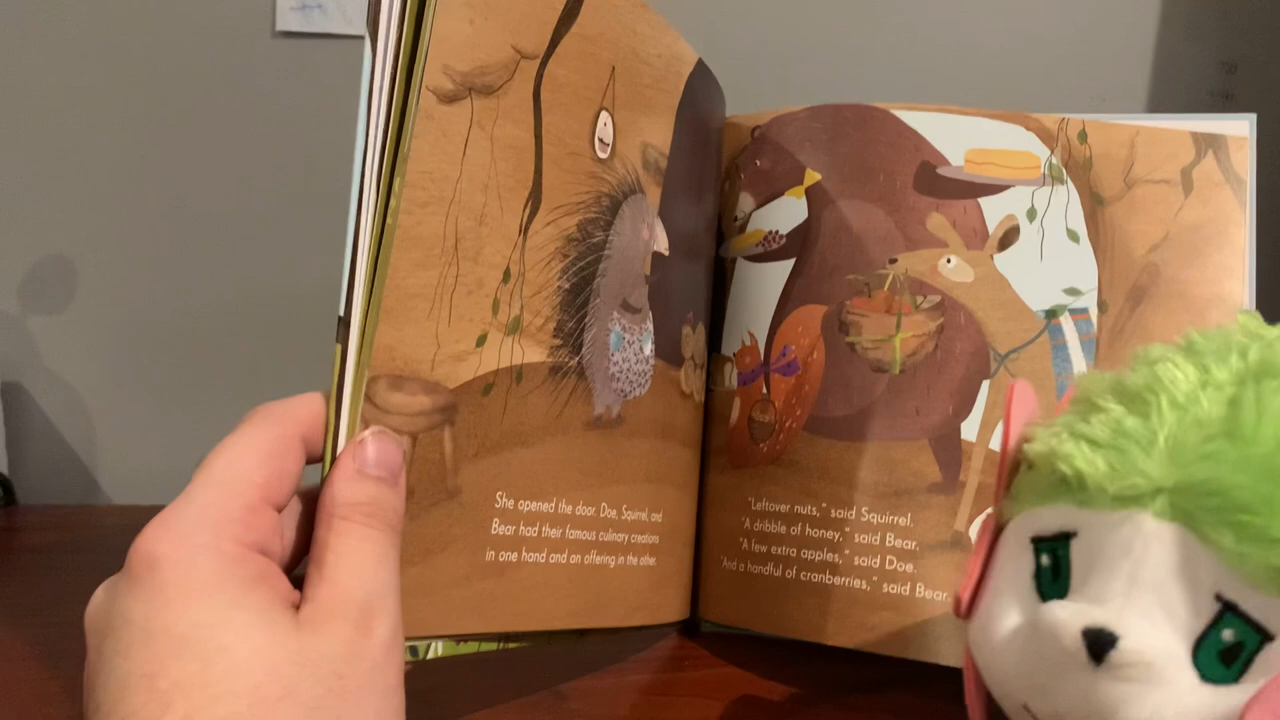 She opened the door. Doe, Squirrel, and
Bear had their famous culinary creations
in one hand and an offering in the other.
"Leftover nuts," said Squirrel.
"A dribble of honey," said Bear.
"A few extra apples," said Doe.
"And a handful of cranberries," said Bear.